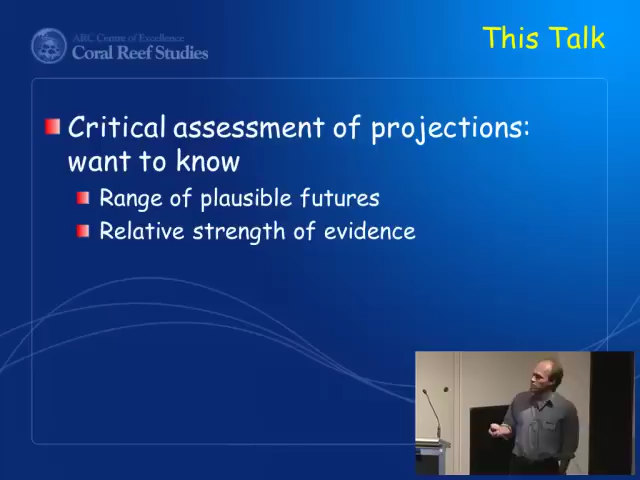 ARC Centre of Excellence
Coral Reef Studies
This Talk
Critical assessment of projections:
want to know
Range of plausible futures
Relative strength of evidence